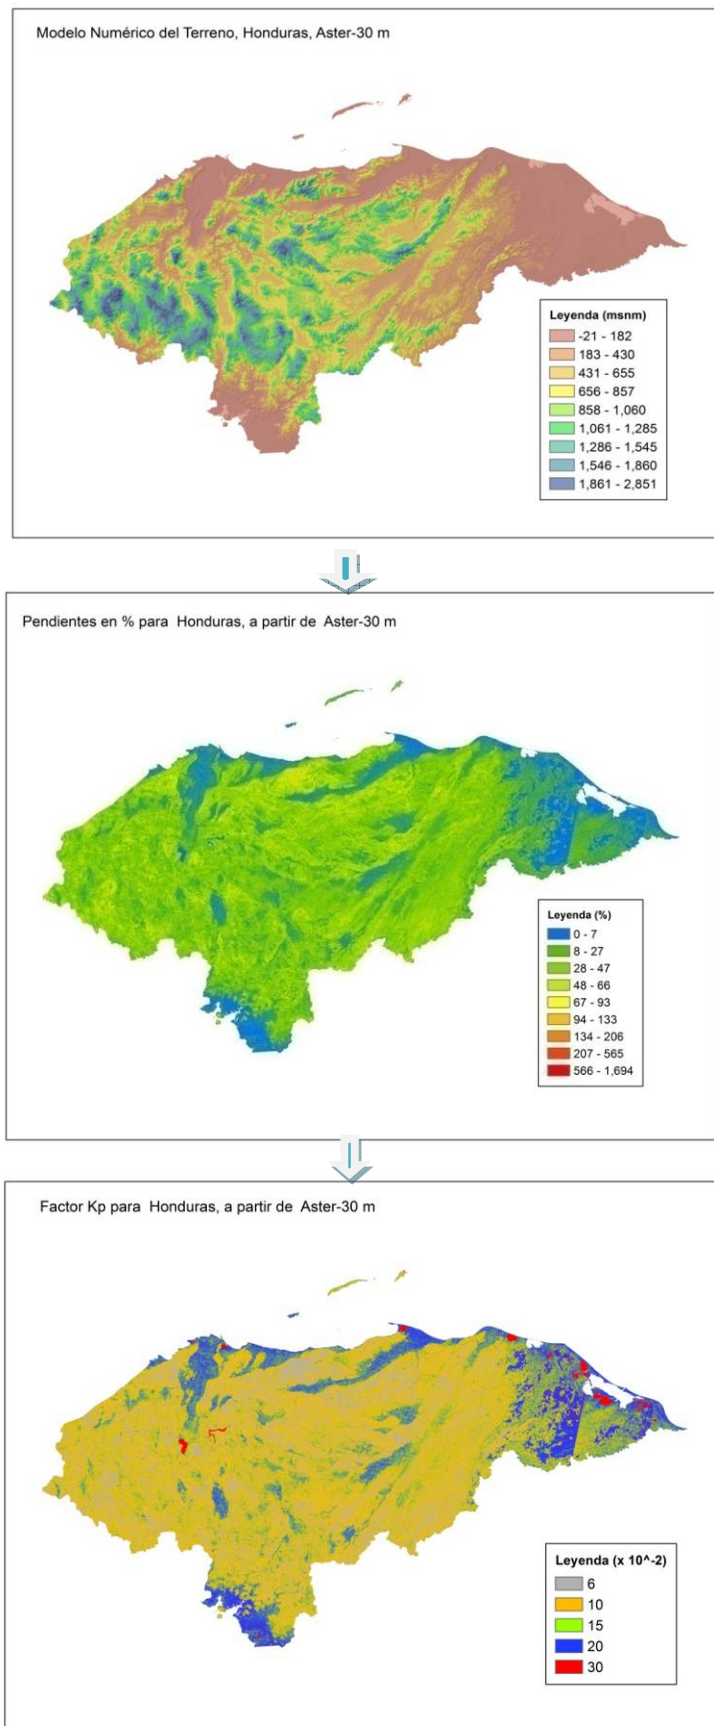 Modelo Numérico del Terreno, Honduras, Aster-30 m
Leyenda (msnm)
-21 - 182
183 - 430
431 - 655
656 - 857
858 - 1,060
1,061 - 1,285
1,286 - 1,545
1,546 - 1,860
1,861 - 2,851
Pendientes en % para Honduras, a partir de Aster-30 m
Leyenda (%)
0 - 7
8 - 27
28 - 47
48 - 66
67 - 93
94 - 133
134 - 206
207 - 565
566 - 1,694
Factor Kp para Honduras, a partir de Aster-30 m
Leyenda (x 10^-2)
6
10
15
20
30